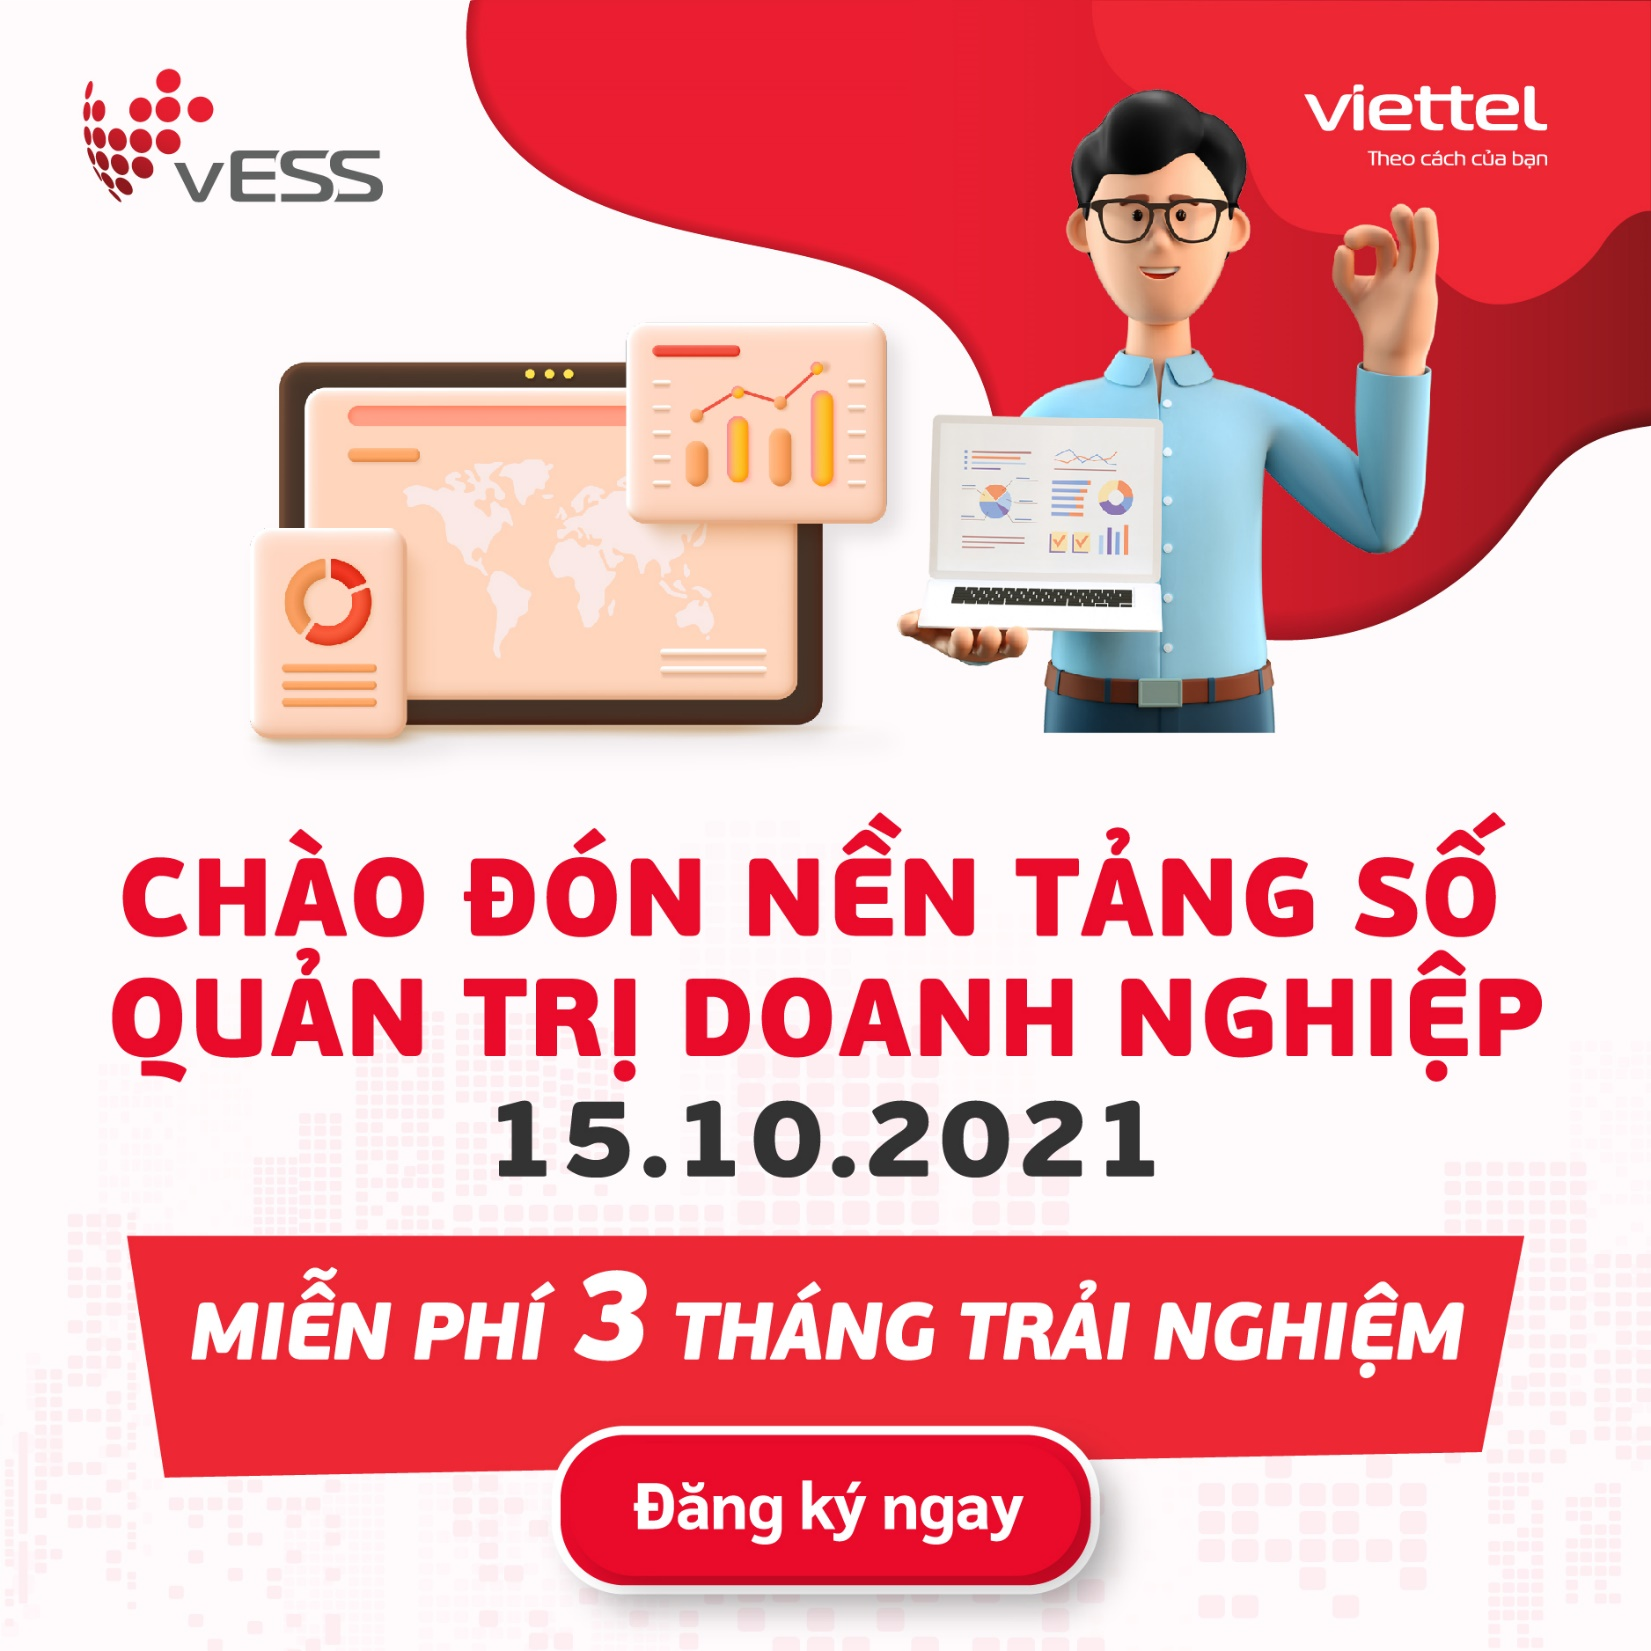 vESS
viettel
Theo cách của bạn
CHÀO ĐÓN NỀN TẢNG SỐ
QUẢN TRỊ DOANH NGHIỆP
15.10.2021
MIỄN PHÍ 3 THÁNG TRẢI NGHIỆM
Đăng ký ngay